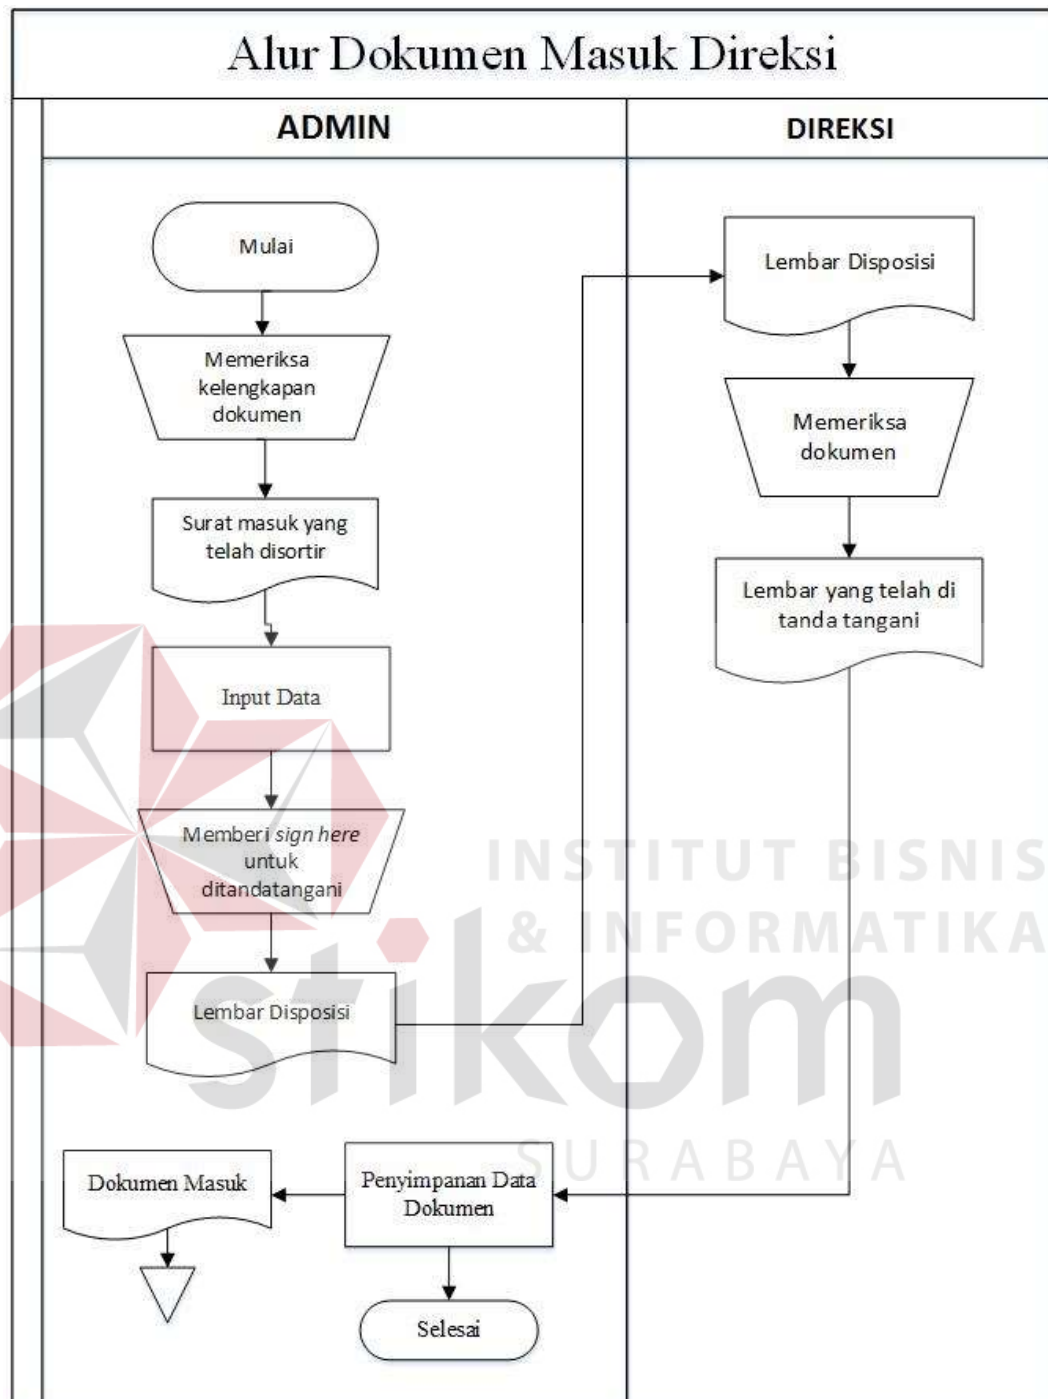 Alur Dokumen Masuk Direksi
ADMIN
DIREKSI
Mulai
Memeriksa
kelengkapan
dokumen
Surat masuk yang
telah disortir
Input Data
Memberi sign here
untuk
ditandatangani
Lembar Disposisi
Lembar Disposisi
Memeriksa
dokumen
Lembar yang telah di
tanda tangani
Penyimpanan Data
Dokumen
Dokumen Masuk
Selesai
INSTITUT BISNIS
& INFORMATIKA
stikom
SURABAYA